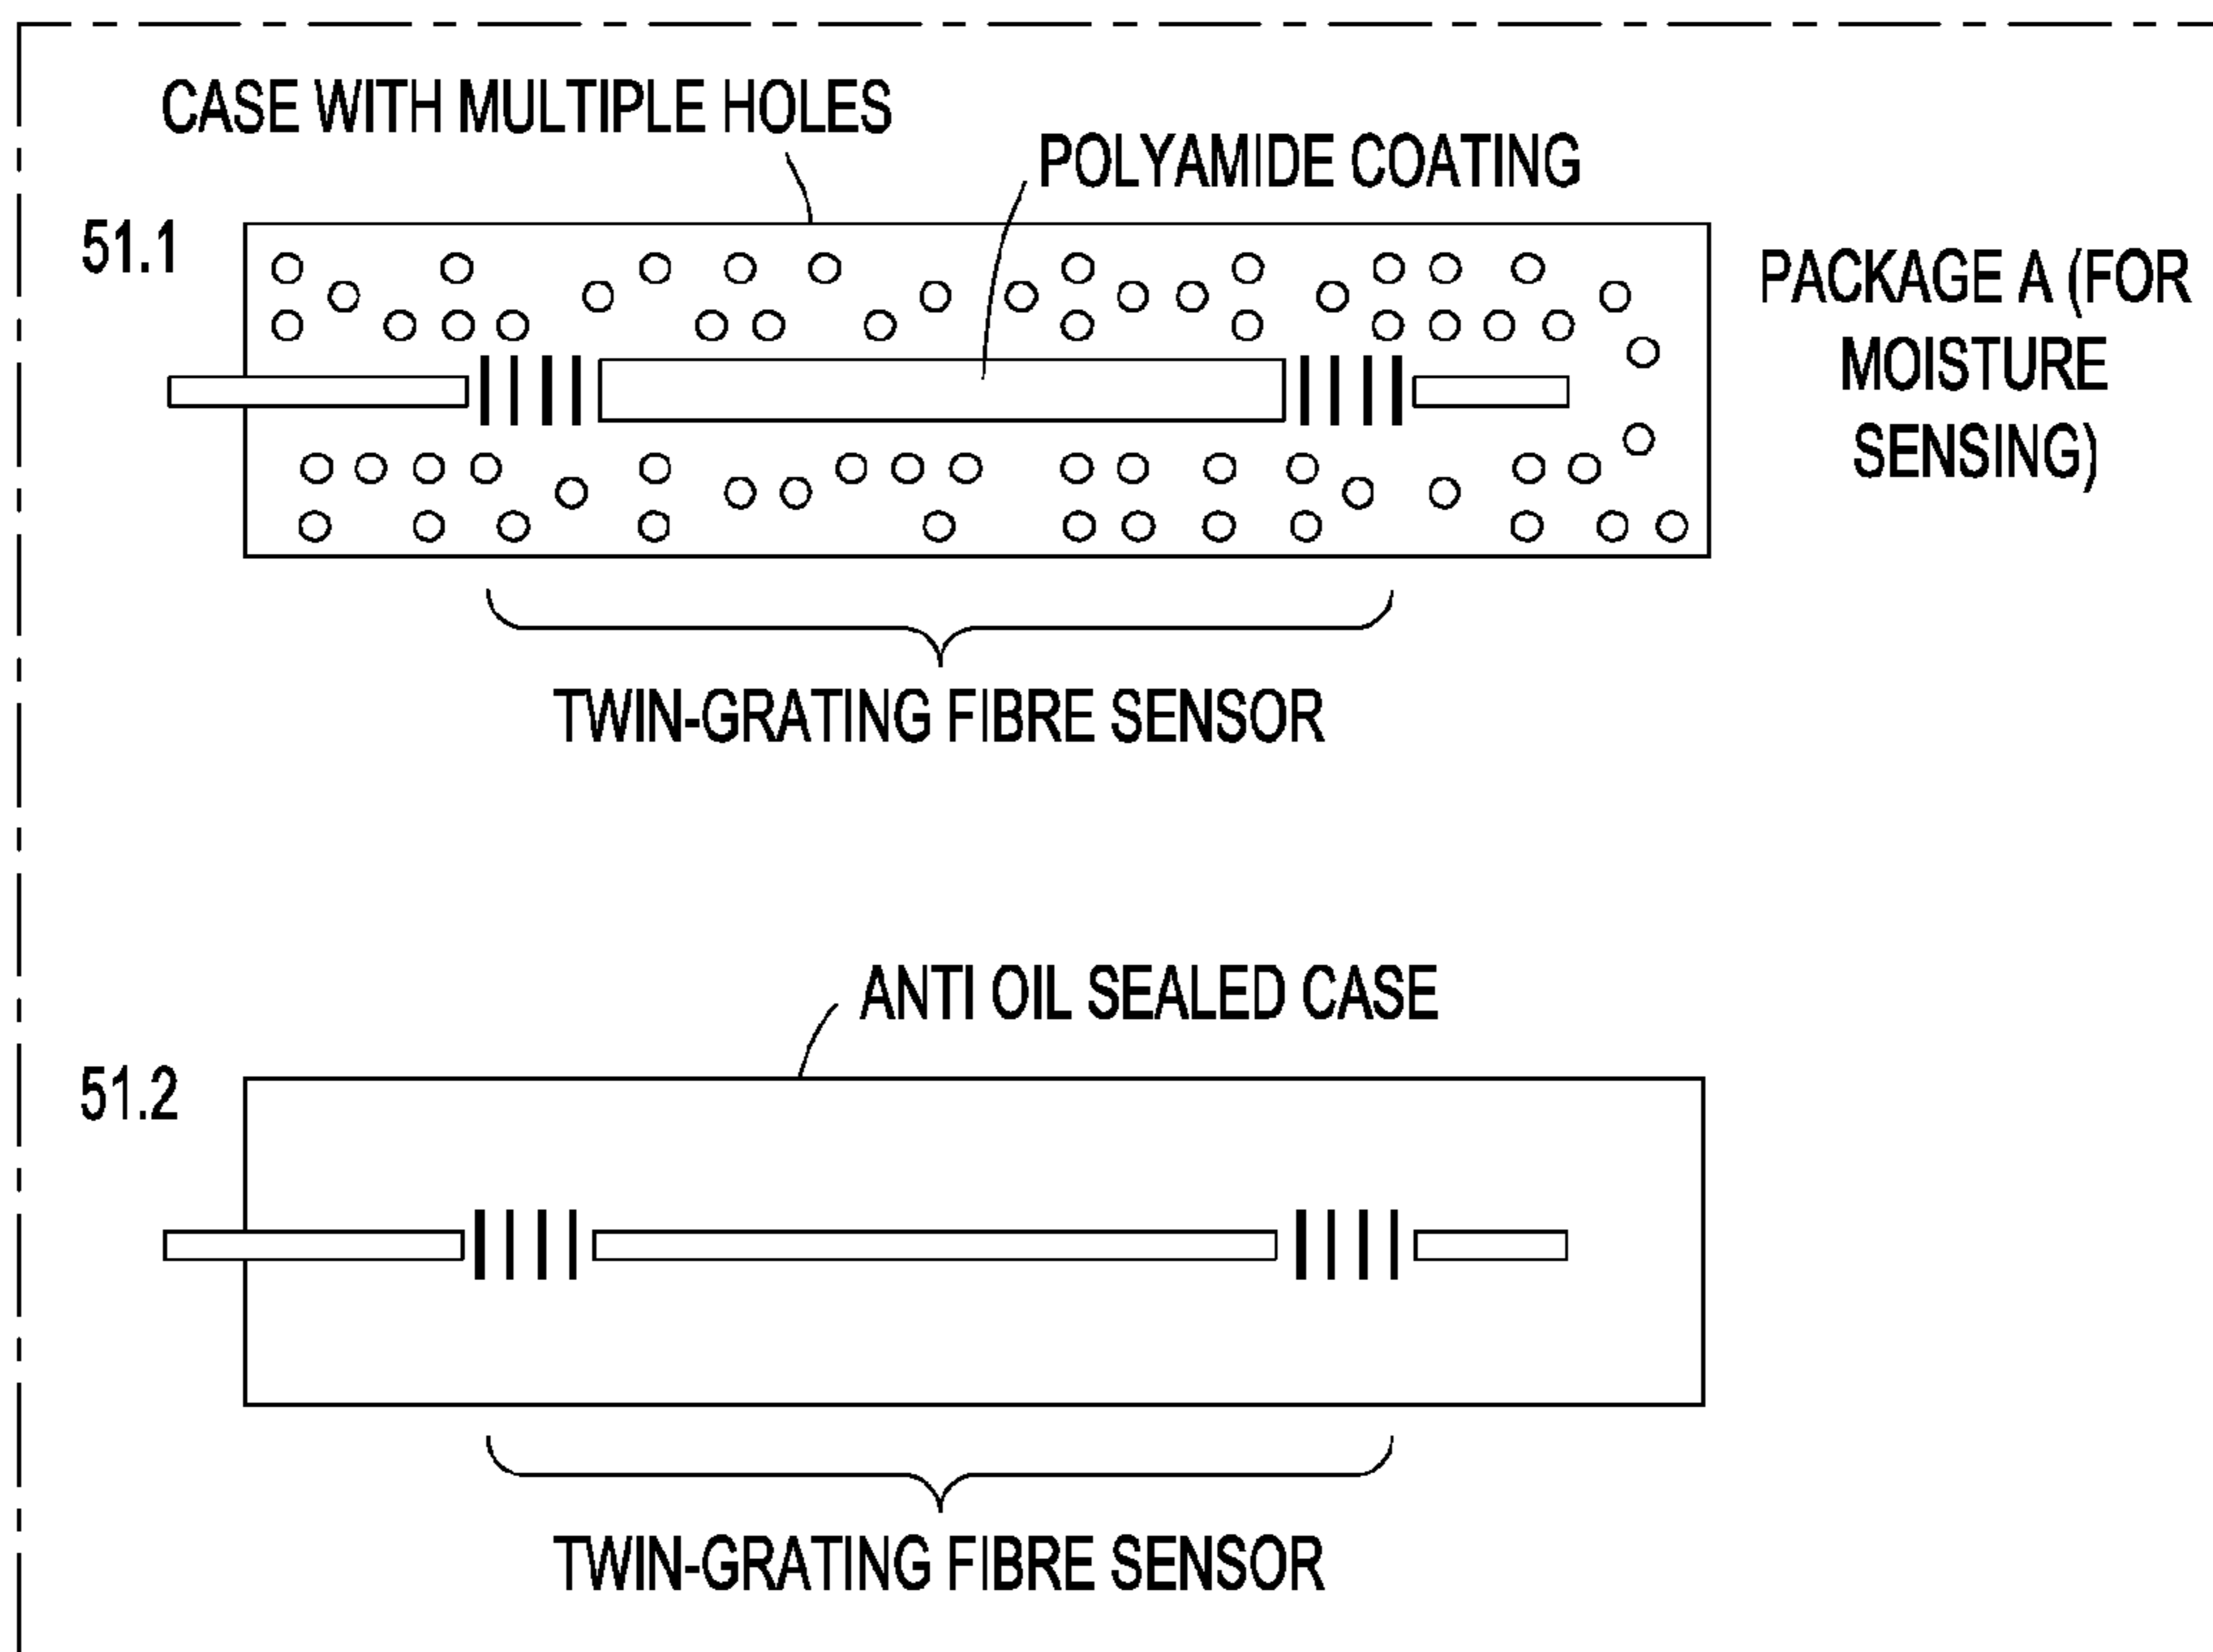 CASE WITH MULTIPLE HOLES
POLYAMIDE COATING
51.1
PACKAGE A (FOR
MOISTURE
SENSING)
TWIN-GRATING FIBRE SENSOR
ANTI OIL SEALED CASE
51.2
TWIN-GRATING FIBRE SENSOR